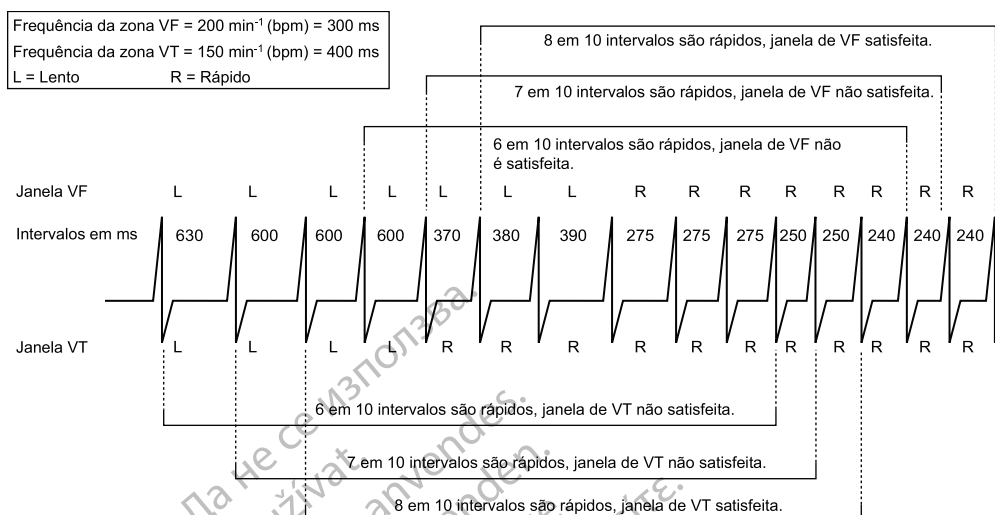 Frequência da zona VF = 200 min⁻¹ (bpm) = 300 ms
Frequência da zona VT = 150 min⁻¹ (bpm) = 400 ms
L = Lento R = Rápido
8 em 10 intervalos são rápidos, janela de VF satisfeita.
7 em 10 intervalos são rápidos, janela de VF não satisfeita.
6 em 10 intervalos são rápidos, janela de VF não
é satisfeita.
Janela VF L L L L L L L R R R R R R R R
Intervalos em ms 630 600 600 600 370 380 390 275 275 275 250 250 240 240 240
Janela VT L L L L R R R R R R R R R R R
6 em 10 intervalos são rápidos, janela de VT não satisfeita.
7 em 10 intervalos são rápidos, janela de VT não satisfeita.
8 em 10 intervalos são rápidos, janela de VT satisfeita.
Да не се използва.